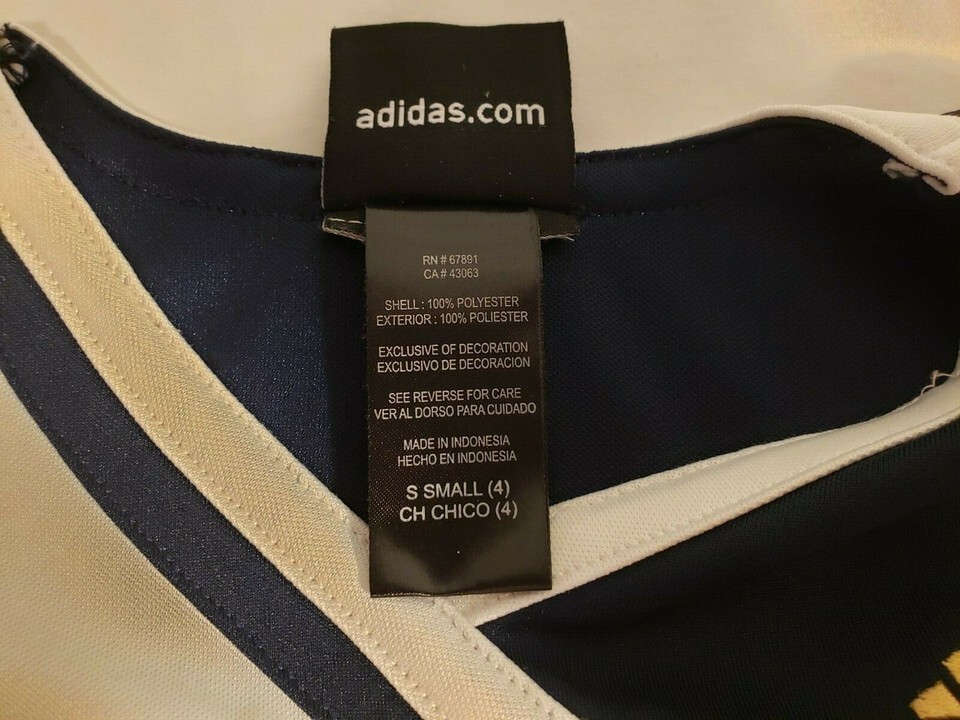 adidas.com
RN # 67891
CA # 43063
SHELL : 100% POLYESTER
EXTERIOR : 100% POLIESTER
EXCLUSIVE OF DECORATION
EXCLUSIVO DE DECORACION
SEE REVERSE FOR CARE
VER AL DORSO PARA CUIDADO
MADE IN INDONESIA
HECHO EN INDONESIA
S SMALL (4)
CH CHICO (4)